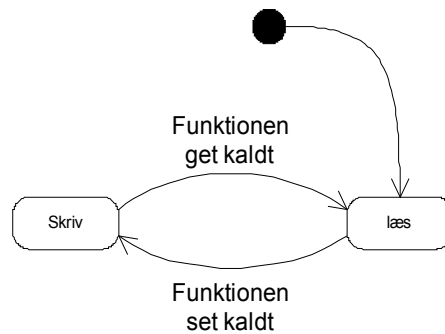 Funktionen
get kaldt
Skriv
læs
Funktionen
set kaldt